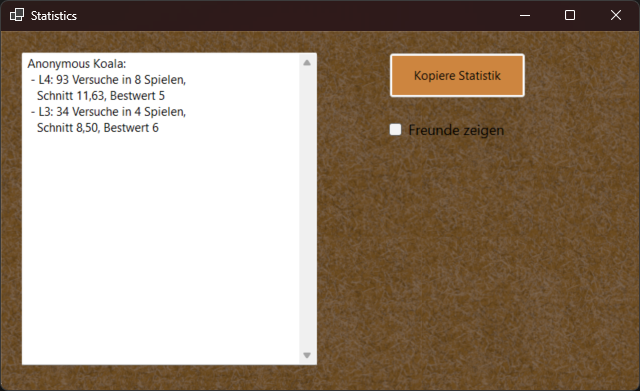 Statistics
Anonymous Koala:
- L4: 93 Versuche in 8 Spielen,
Schnitt 11,63, Bestwert 5
- L3: 34 Versuche in 4 Spielen,
Schnitt 8,50, Bestwert 6
Kopiere Statistik
Freunde zeigen